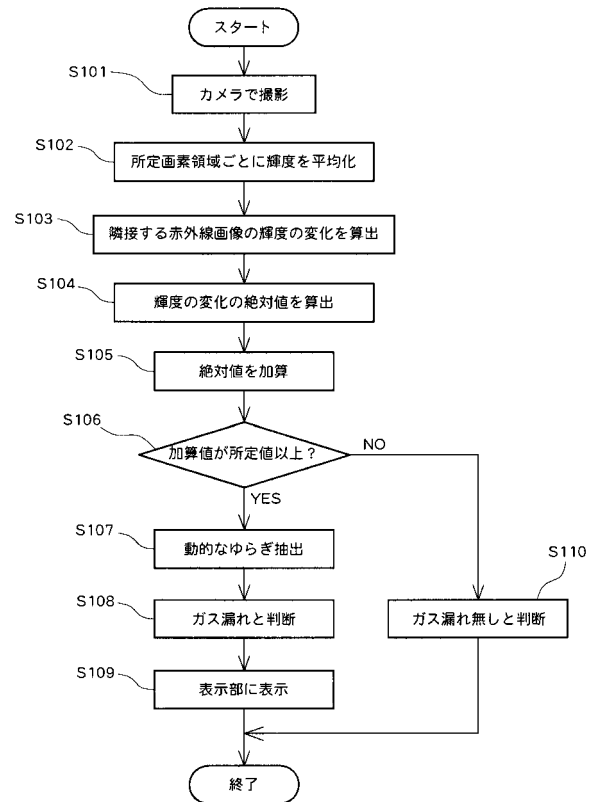 スタート
S101
カメラで撮影
S102
所定画素領域ごとに輝度を平均化
S103
隣接する赤外線画像の輝度の変化を算出
S104
輝度の変化の絶対値を算出
S105
絶対値を加算
S106
加算値が所定値以上？
NO
YES
S107
動的なゆらぎ抽出
S110
S108
ガス漏れと判断
ガス漏れ無しと判断
S109
表示部に表示
終了